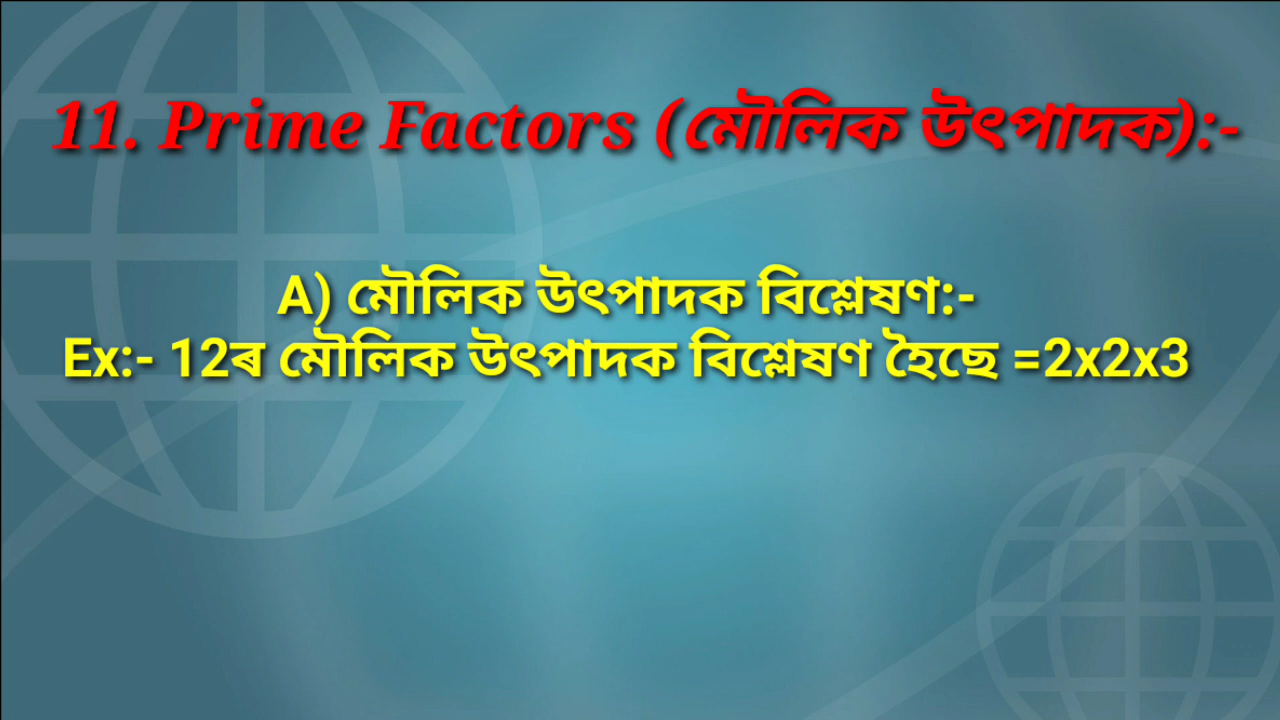 11. Prime Factors (মৌলিক উৎপাদক):-
A) মৌলিক উৎপাদক বিশ্লেষণ:-
Ex:- 12ৰ মৌলিক উৎপাদক বিশ্লেষণ হৈছে =2x2x3